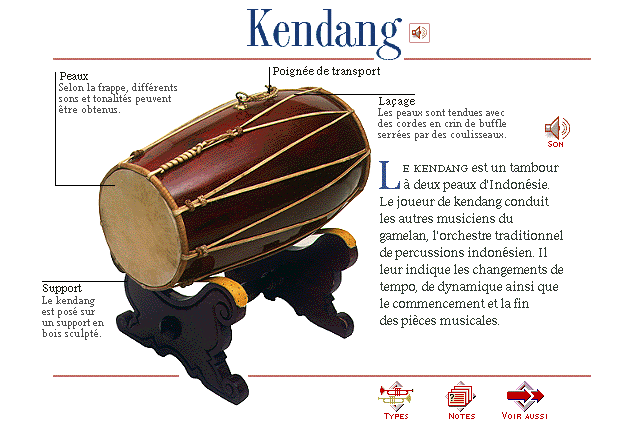 Kendang
Peaux
Selon la frappe, différents
sons et tonalités peuvent
être obtenus.
Poignée de transport
Laçage
Les peaux sont tendues avec
des cordes en crin de buffle
serrées par des coulisseaux.
Son
LE KENDANG est un tambour
à deux peaux d'Indonésie.
Le joueur de kendang conduit
les autres musiciens du
gamelan, l'orchestre traditionnel
de percussions indonésien. Il
leur indique les changements de
tempo, de dynamique ainsi que
le commencement et la fin
des pièces musicales.
Support
Le kendang
est posé sur
un support en
bois sculpté.
Types
Notes
Voir aussi